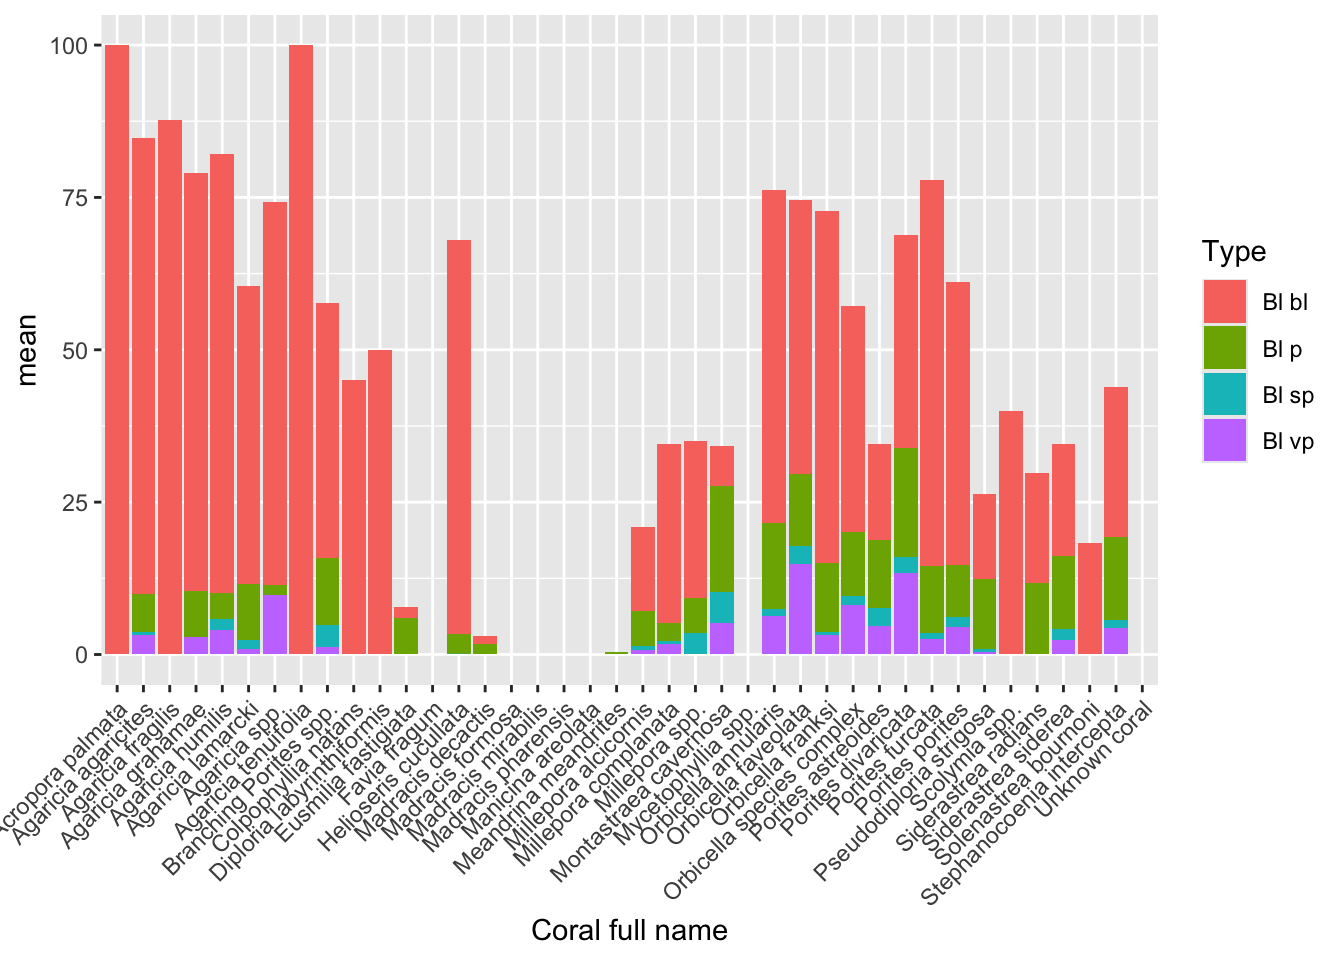 100
75
50
25
0
mean
Acropora palmata
Agaricia agaricites
Agaricia fragilis
Agaricia grahamae
Agaricia humilis
Agaricia lamarcki
Agaricia spp.
Agaricia tenuifolia
Branching Porites spp.
Colpophyllia natans
Diploria labyrinthiformis
Eusmilia fastigiata
Favia fragum
Helioseris cucullata
Madracis decactis
Madracis formosa
Madracis mirabilis
Madracis pharensis
Manicina areolata
Meandrina meandrites
Millepora alcicornis
Millepora complanata
Millepora spp.
Montastraea cavernosa
Mycetophyllia spp.
Orbicella annularis
Orbicella faveolata
Orbicella franksi
Orbicella species complex
Porites astreoides
Porites divaricata
Porites furcata
Porites porites
Pseudodiploria strigosa
Scolymia spp.
Siderastrea radians
Siderastrea siderea
Solenastrea bournoni
Stephanocoenia intercepta
Unknown coral
Coral full name
Type
Bl bl
Bl p
Bl sp
Bl vp